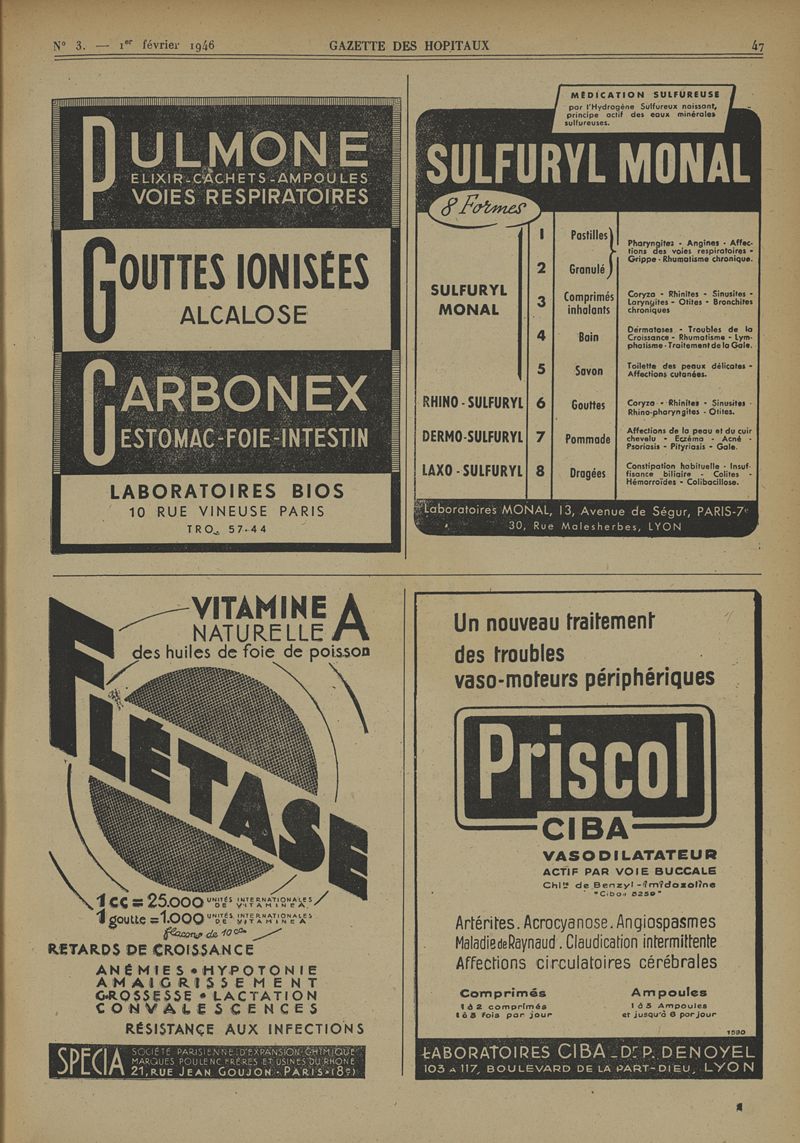 N° 3. — 1er février 1946
GAZETTE DES HOPITAUX
47
PULMONE
ELIXIR-CACHETS-AMPOULES
VOIES RESPIRATOIRES
GOUTTES IONISÉES
ALCALOSE
CARBONEX
ESTOMAC-FOIE-INTESTIN
LABORATOIRES BIOS
10 RUE VINEUSE PARIS
TRO. 57-44
MÉDICATION SULFUREUSE
par l'Hydrogène Sulfureux naissant,
principe actif des eaux minérales
sulfureuses.
SULFURYL MONAL
8 Formes
SULFURYL
MONAL
1 Pastilles
2 Granulé
Pharyngites - Angines - Affec-
tions des voies respiratoires -
Grippe - Rhumatisme chronique.
3 Comprimés
inhalants
Coryza - Rhinites - Sinusites -
Laryngites - Otites - Bronchites
chroniques
4 Bain
Dermatoses - Troubles de la
Croissance - Rhumatisme - Lym-
phatisme - Traitement de la Gale.
5 Savon
Toilette des peaux délicates -
Affections cutanées.
RHINO-SULFURYL 6 Gouttes
Coryza - Rhinites - Sinusites -
Rhino-pharyngites - Otites.
DERMO-SULFURYL 7 Pommade
Affections de la peau et du cuir
chevelu - Eczéma - Acné -
Psoriasis - Pityriasis - Gale.
LAXO-SULFURYL 8 Dragées
Constipation habituelle - Insuf-
fisance biliaire - Colites -
Hémorroïdes - Colibacillose.
Laboratoires MONAL, 13, Avenue de Ségur, PARIS-7e
30, Rue Malesherbes, LYON
VITAMINE A
NATURELLE
des huiles de foie de poisson
FLÉTASE
1cc = 25.000 UNITÉS INTERNATIONALES
DE VITAMINE A
1 goutte = 1.000 UNITÉS INTERNATIONALES
DE VITAMINE A
flacons de 10cc
RETARDS DE CROISSANCE
ANÉMIES • HYPOTONIE
AMAIGRISSEMENT
GROSSESSE • LACTATION
CONVALESCENCES
RÉSISTANCE AUX INFECTIONS
SPECIA
SOCIÉTÉ PARISIENNE D'EXPANSION CHIMIQUE
MARQUES POULENC FRÈRES ET USINES DU RHÔNE
21, RUE JEAN GOUJON - PARIS (8e)
Un nouveau traitement
des troubles
vaso-moteurs périphériques
Priscol
CIBA
VASODILATATEUR
ACTIF PAR VOIE BUCCALE
Chlte de Benzyl-imidazoline
"Ciba 5259"
Artérites. Acrocyanose. Angiospasmes
Maladie de Raynaud. Claudication intermittente
Affections circulatoires cérébrales
Comprimés
1 à 2 comprimés
1 à 3 fois par jour
Ampoules
1 à 3 Ampoules
et jusqu'à 6 par jour
1590
LABORATOIRES CIBA _ Dr. P. DENOYEL
103 A 117, BOULEVARD DE LA PART-DIEU, LYON